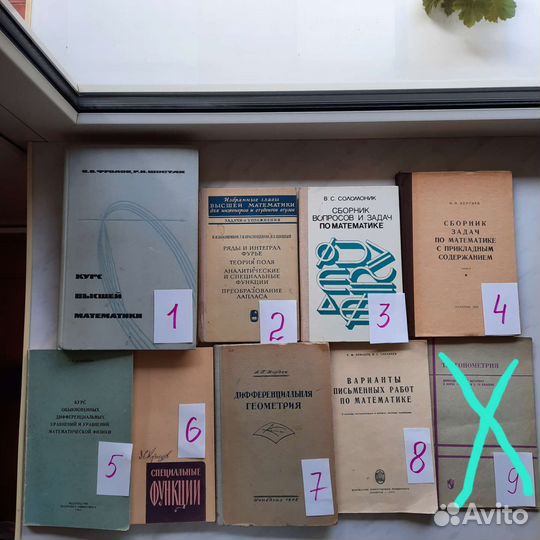 КУРС
ВЫСШЕЙ
МАТЕМАТИКИ
1
Избранные главы
ВЫСШЕЙ МАТЕМАТИКИ
для инженеров и студентов втузов
ЗАДАЧИ И УПРАЖНЕНИЯ
РЯДЫ И ИНТЕГРАЛ
ФУРЬЕ
ТЕОРИЯ ПОЛЯ
АНАЛИТИЧЕСКИЕ
И СПЕЦИАЛЬНЫЕ
ФУНКЦИИ
ПРЕОБРАЗОВАНИЕ
ЛАПЛАСА
2
В. С. СОЛОМОНИК
СБОРНИК
ВОПРОСОВ И ЗАДАЧ
ПО МАТЕМАТИКЕ
3
СБОРНИК
ЗАДАЧ
ПО МАТЕМАТИКЕ
С ПРИКЛАДНЫМ
СОДЕРЖАНИЕМ
4
КУРС
ОБЫКНОВЕННЫХ
ДИФФЕРЕНЦИАЛЬНЫХ
УРАВНЕНИЙ И УРАВНЕНИЙ
МАТЕМАТИЧЕСКОЙ ФИЗИКИ
5
СПЕЦИАЛЬНЫЕ
ФУНКЦИИ
6
ДИФФЕРЕНЦИАЛЬНАЯ
ГЕОМЕТРИЯ
7
ВАРИАНТЫ
ПИСЬМЕННЫХ РАБОТ
ПО МАТЕМАТИКЕ
8
9
Avito